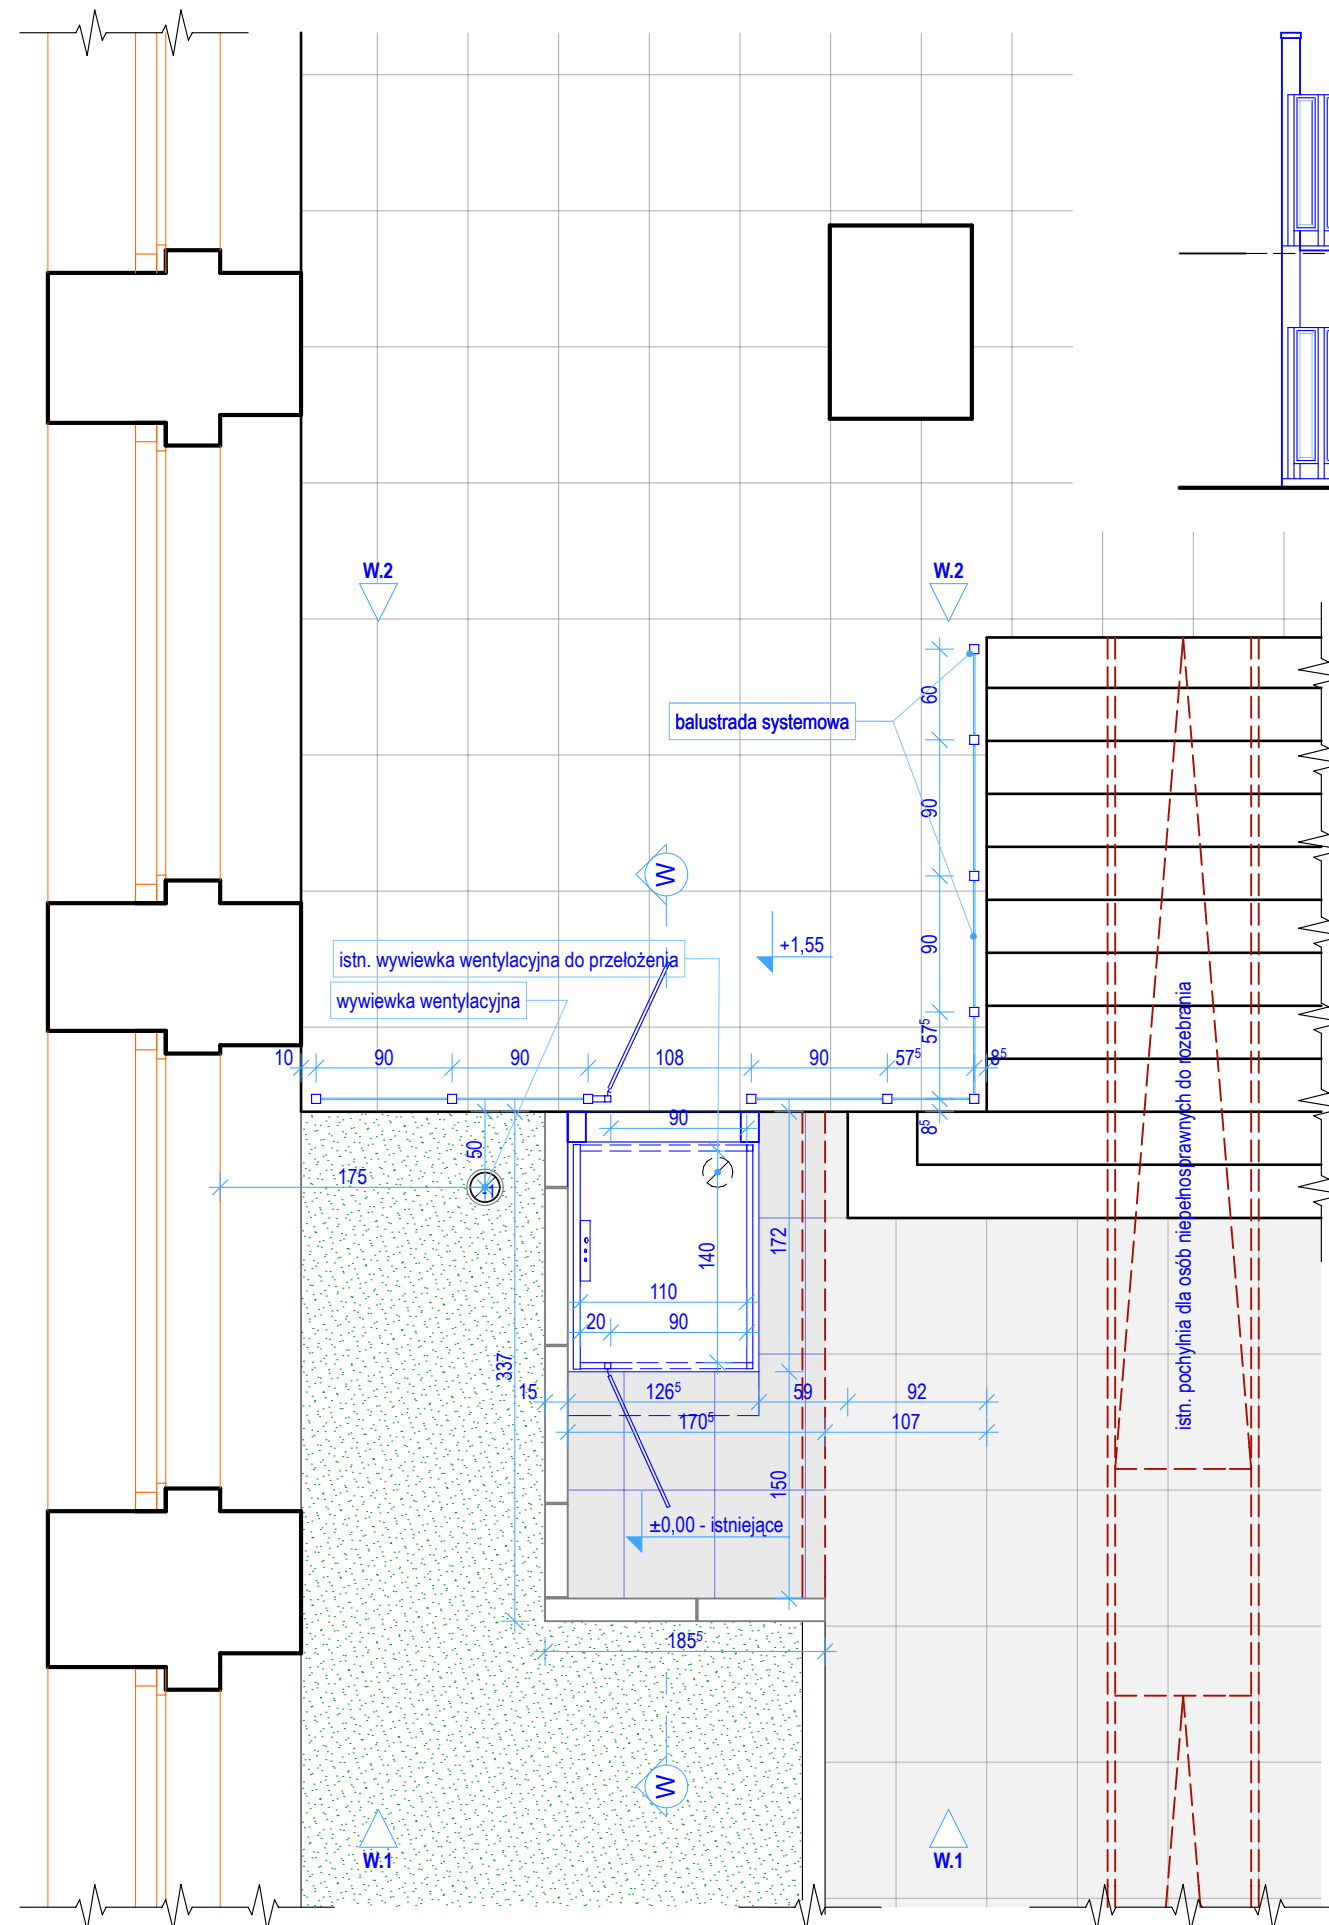 W.2
W.2
60
balustrada systemowa
90
W
90
+1,55
istn. wywiewka wentylacyjna do przełożenia
wywiewka wentylacyjna
57⁵
10
90
90
108
90
57⁵
8⁵
90
8⁵
50
175
-1
172
140
110
20
90
337
15
126⁵
59
92
170⁵
107
150
±0,00 - istniejące
istn. pochylnia dla osób niepełnosprawnych do rozebrania
185⁵
W
W.1
W.1